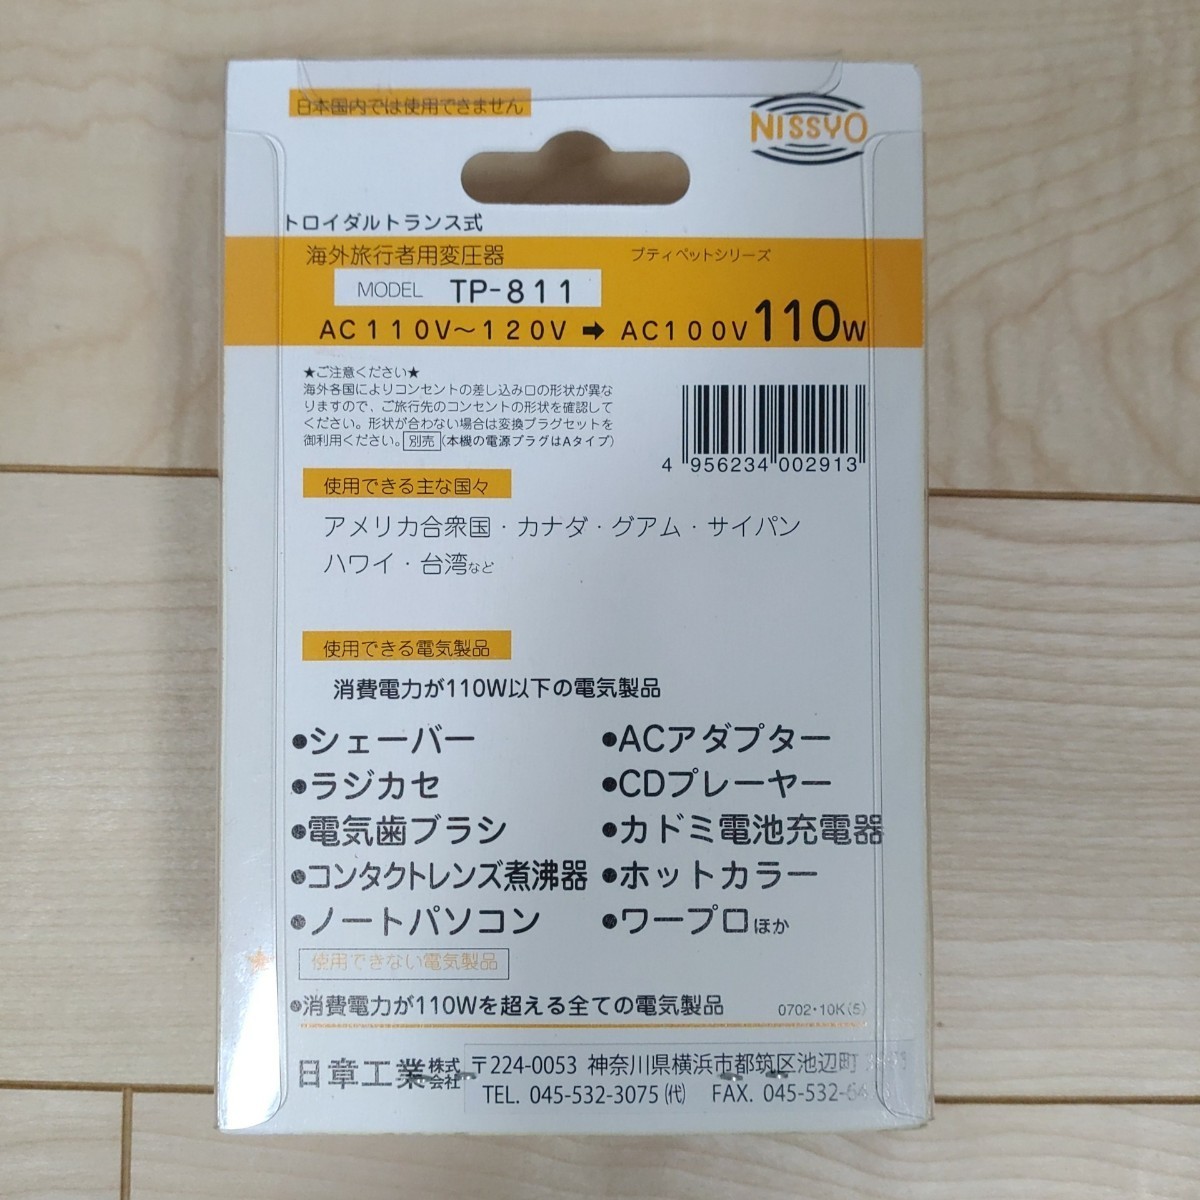 日本国内では使用できません
NISSYO
トロイダルトランス式
海外旅行者用変圧器 プティペットシリーズ
MODEL TP-811
AC110V〜120V ➡ AC100V 110W
★ご注意ください★
海外各国によりコンセントの差し込み口の形状が異な
りますので、ご旅行先のコンセントの形状を確認して
ください。形状が合わない場合は変換プラグセットを
御利用ください。別売(本機の電源プラグはAタイプ)
4 956234 002913
使用できる主な国々
アメリカ合衆国・カナダ・グアム・サイパン
ハワイ・台湾など
使用できる電気製品
消費電力が110W以下の電気製品
●シェーバー
●ラジカセ
●電気歯ブラシ
●コンタクトレンズ煮沸器
●ノートパソコン
●ACアダプター
●CDプレーヤー
●カドミ電池充電器
●ホットカラー
●ワープロほか
使用できない電気製品
●消費電力が110Wを超える全ての電気製品
0702・10K(5)
日章工業株式会社
〒224-0053 神奈川県横浜市都筑区池辺町
TEL. 045-532-3075(代) FAX. 045-532-64